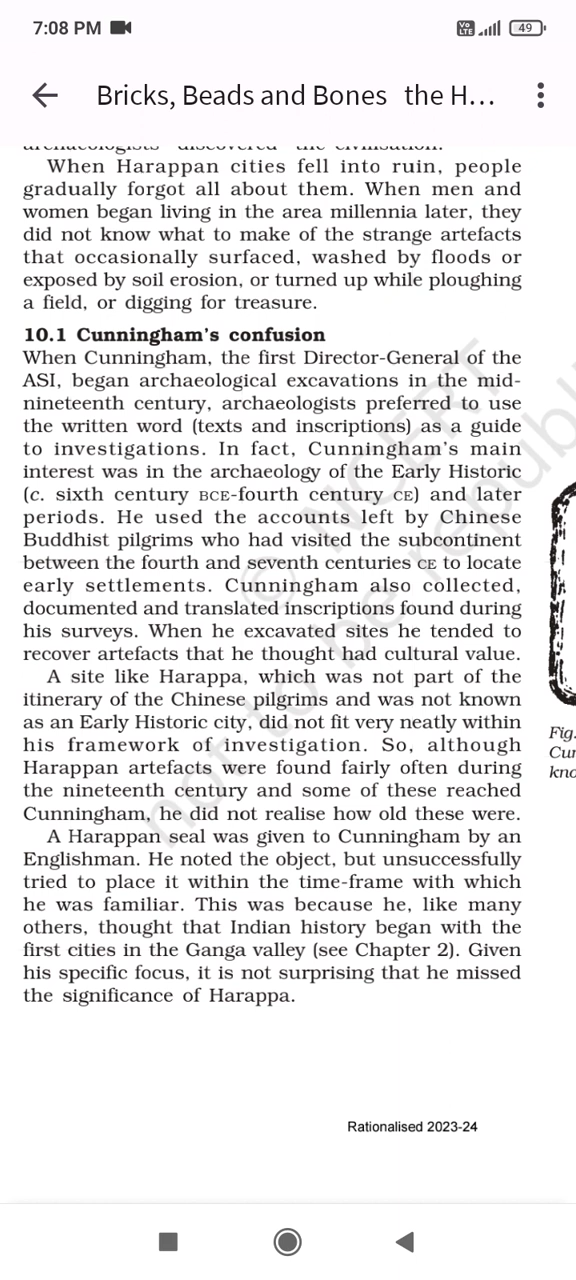 7:08 PM
Vo LTE
49
Bricks, Beads and Bones the H...
archaeologists discovered the civilisation.
When Harappan cities fell into ruin, people
gradually forgot all about them. When men and
women began living in the area millennia later, they
did not know what to make of the strange artefacts
that occasionally surfaced, washed by floods or
exposed by soil erosion, or turned up while ploughing
a field, or digging for treasure.
10.1 Cunningham's confusion
When Cunningham, the first Director-General of the
ASI, began archaeological excavations in the mid-
nineteenth century, archaeologists preferred to use
the written word (texts and inscriptions) as a guide
to investigations. In fact, Cunningham's main
interest was in the archaeology of the Early Historic
(c. sixth century BCE-fourth century CE) and later
periods. He used the accounts left by Chinese
Buddhist pilgrims who had visited the subcontinent
between the fourth and seventh centuries CE to locate
early settlements. Cunningham also collected,
documented and translated inscriptions found during
his surveys. When he excavated sites he tended to
recover artefacts that he thought had cultural value.
A site like Harappa, which was not part of the
itinerary of the Chinese pilgrims and was not known
as an Early Historic city, did not fit very neatly within
his framework of investigation. So, although
Harappan artefacts were found fairly often during
the nineteenth century and some of these reached
Cunningham, he did not realise how old these were.
A Harappan seal was given to Cunningham by an
Englishman. He noted the object, but unsuccessfully
tried to place it within the time-frame with which
he was familiar. This was because he, like many
others, thought that Indian history began with the
first cities in the Ganga valley (see Chapter 2). Given
his specific focus, it is not surprising that he missed
the significance of Harappa.
Fig.
Cur
kno
© NCERT
not to be republi
Rationalised 2023-24